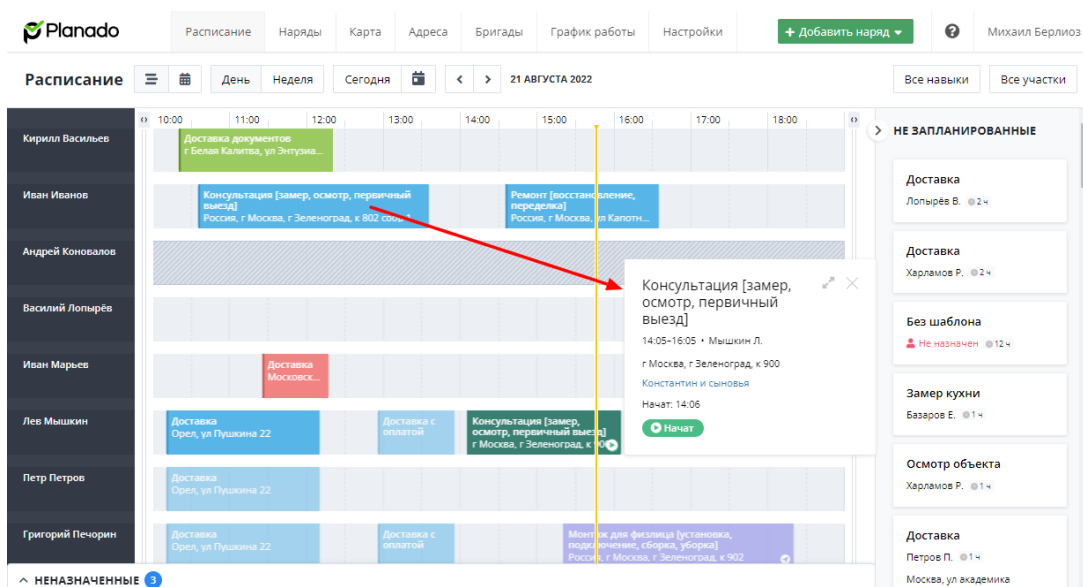 Planado
Расписание Наряды Карта Адреса Бригады График работы Настройки
+ Добавить наряд
Михаил Берлиоз
Расписание
День Неделя
Сегодня
21 АВГУСТА 2022
Все навыки
Все участки
10:00 11:00 12:00 13:00 14:00 15:00 16:00 17:00 18:00
Кирилл Васильев
Доставка документов
г Белая Калитва, ул Энтузиа...
Иван Иванов
Консультация [замер, осмотр, первичный
выезд]
Россия, г Москва, г Зеленоград, к 802
Ремонт [восстановление,
переделка]
Россия, г Москва, ул Капотн...
Андрей Коновалов
Василий Лопырёв
Иван Марьев
Доставка
Московск...
Лев Мышкин
Доставка
Орел, ул Пушкина 22
Доставка с
оплатой
Консультация [замер,
осмотр, первичный выезд]
г Москва, г Зеленоград, к 900
Петр Петров
Доставка
Орел, ул Пушкина 22
Григорий Печорин
Доставка
Орел, ул Пушкина 22
Доставка с
оплатой
Монтаж для физлица [установка,
подключение, сборка, уборка]
Россия, г Москва, г Зеленоград, к 902
НЕНАЗНАЧЕННЫЕ 3
Консультация [замер,
осмотр, первичный
выезд]
14:05–16:05 • Мышкин Л.
г Москва, г Зеленоград, к 900
Константин и сыновья
Начат: 14:06
Начат
НЕ ЗАПЛАНИРОВАННЫЕ
Доставка
Лопырёв В. 2 ч
Доставка
Харламов Р. 2 ч
Без шаблона
Не назначен 12 ч
Замер кухни
Базаров Е. 1 ч
Осмотр объекта
Харламов Р. 1 ч
Доставка
Петров П. 1 ч
Москва, ул академика